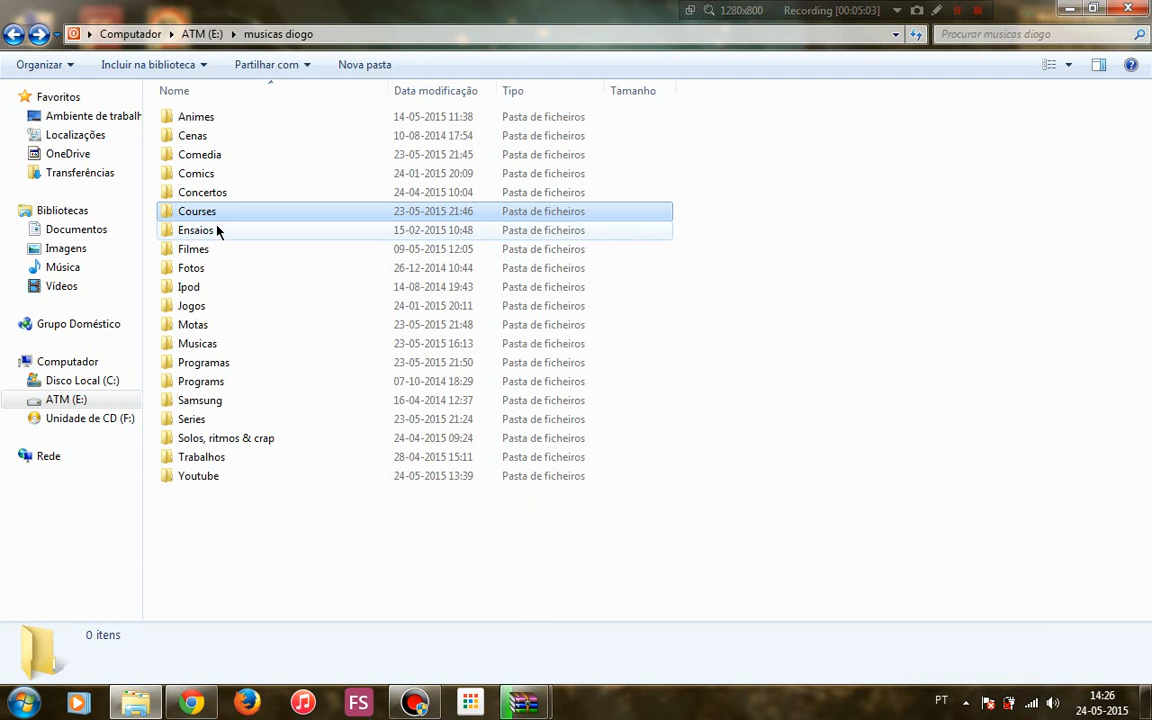 1280x800 Recording [00:05:03]
Computador ATM (E:) musicas diogo Procurar musicas diogo
Organizar Incluir na biblioteca Partilhar com Nova pasta
Nome Data modificação Tipo Tamanho
Favoritos
Ambiente de trabalh
Localizações
OneDrive
Transferências
Bibliotecas
Documentos
Imagens
Música
Vídeos
Grupo Doméstico
Computador
Disco Local (C:)
ATM (E:)
Unidade de CD (F:)
Rede
Animes 14-05-2015 11:38 Pasta de ficheiros
Cenas 10-08-2014 17:54 Pasta de ficheiros
Comedia 23-05-2015 21:45 Pasta de ficheiros
Comics 24-01-2015 20:09 Pasta de ficheiros
Concertos 24-04-2015 10:04 Pasta de ficheiros
Courses 23-05-2015 21:46 Pasta de ficheiros
Ensaios 15-02-2015 10:48 Pasta de ficheiros
Filmes 09-05-2015 12:05 Pasta de ficheiros
Fotos 26-12-2014 10:44 Pasta de ficheiros
Ipod 14-08-2014 19:43 Pasta de ficheiros
Jogos 24-01-2015 20:11 Pasta de ficheiros
Motas 23-05-2015 21:48 Pasta de ficheiros
Musicas 23-05-2015 16:13 Pasta de ficheiros
Programas 23-05-2015 21:50 Pasta de ficheiros
Programs 07-10-2014 18:29 Pasta de ficheiros
Samsung 16-04-2014 12:37 Pasta de ficheiros
Series 23-05-2015 21:24 Pasta de ficheiros
Solos, ritmos & crap 24-04-2015 09:24 Pasta de ficheiros
Trabalhos 28-04-2015 15:11 Pasta de ficheiros
Youtube 24-05-2015 13:39 Pasta de ficheiros
0 itens
FS PT 14:26
24-05-2015